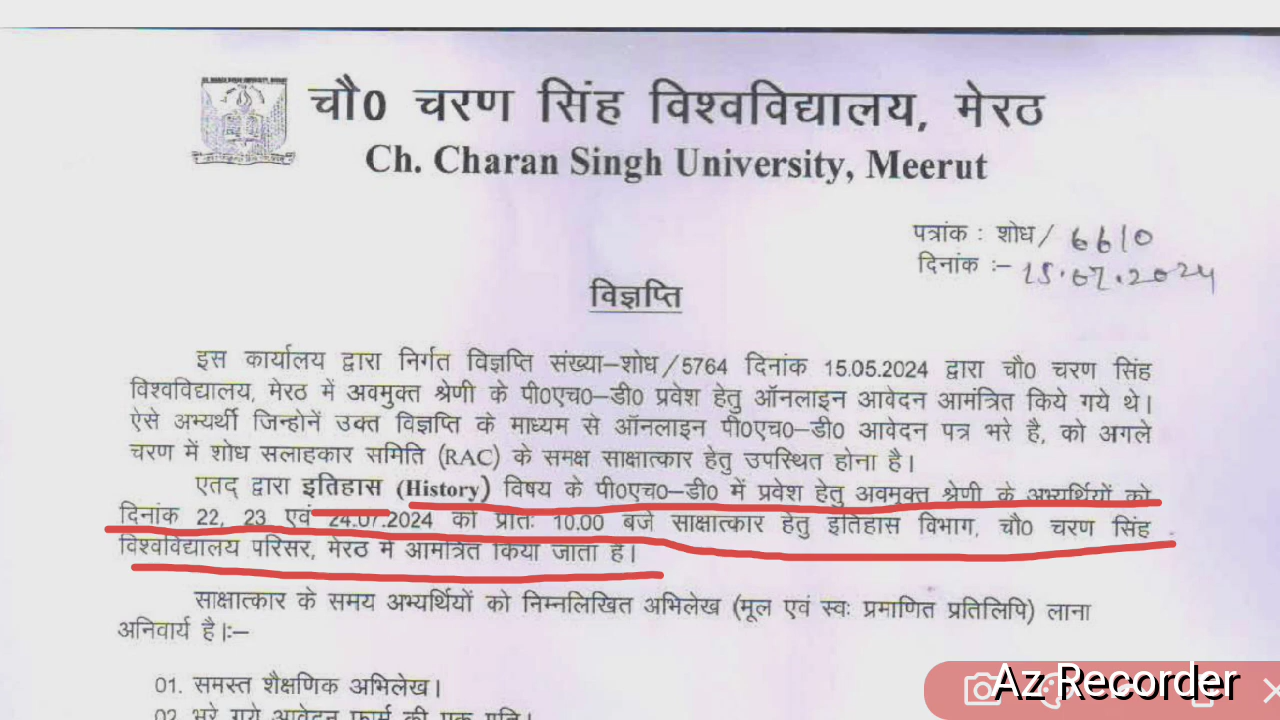 चौ0 चरण सिंह विश्वविद्यालय, मेरठ
Ch. Charan Singh University, Meerut
पत्रांक : शोध/ 6610
दिनांक :- 15.07.2024
विज्ञप्ति
इस कार्यालय द्वारा निर्गत विज्ञप्ति संख्या-शोध/5764 दिनांक 15.05.2024 द्वारा चौ0 चरण सिंह
विश्वविद्यालय, मेरठ में अवमुक्त श्रेणी के पी0एच0-डी0 प्रवेश हेतु ऑनलाइन आवेदन आमंत्रित किये गये थे।
ऐसे अभ्यर्थी जिन्होनें उक्त विज्ञप्ति के माध्यम से ऑनलाइन पी0एच0-डी0 आवेदन पत्र भरे है, को अगले
चरण में शोध सलाहकार समिति (RAC) के समक्ष साक्षात्कार हेतु उपस्थित होना है।
एतद् द्वारा इतिहास (History) विषय के पी0एच0-डी0 में प्रवेश हेतु अवमुक्त श्रेणी के अभ्यर्थियों को
दिनांक 22, 23 एवं 24.07.2024 को प्रातः 10.00 बजे साक्षात्कार हेतु इतिहास विभाग, चौ0 चरण सिंह
विश्वविद्यालय परिसर, मेरठ में आमंत्रित किया जाता है।
साक्षात्कार के समय अभ्यर्थियों को निम्नलिखित अभिलेख (मूल एवं स्वः प्रमाणित प्रतिलिपि) लाना
अनिवार्य है।:-
01. समस्त शैक्षणिक अभिलेख।
02 भरे गये आवेदन फार्म की एक प्रति।
Az Recorder